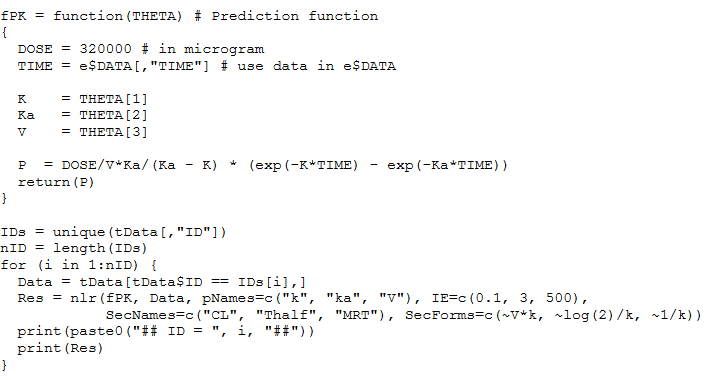 fPK = function(THETA) # Prediction function
{
  DOSE = 320000 # in microgram
  TIME = e$DATA[,"TIME"] # use data in e$DATA

  K    = THETA[1]
  Ka   = THETA[2]
  V    = THETA[3]

  P  = DOSE/V*Ka/(Ka - K) * (exp(-K*TIME) - exp(-Ka*TIME))
  return(P)
}

IDs = unique(tData[,"ID"])
nID = length(IDs)
for (i in 1:nID) {
  Data = tData[tData$ID == IDs[i],]
  Res = nlr(fPK, Data, pNames=c("k", "ka", "V"), IE=c(0.1, 3, 500),
            SecNames=c("CL", "Thalf", "MRT"), SecForms=c(~V*k, ~log(2)/k, ~1/k))
  print(paste0("## ID = ", i, "##"))
  print(Res)
}